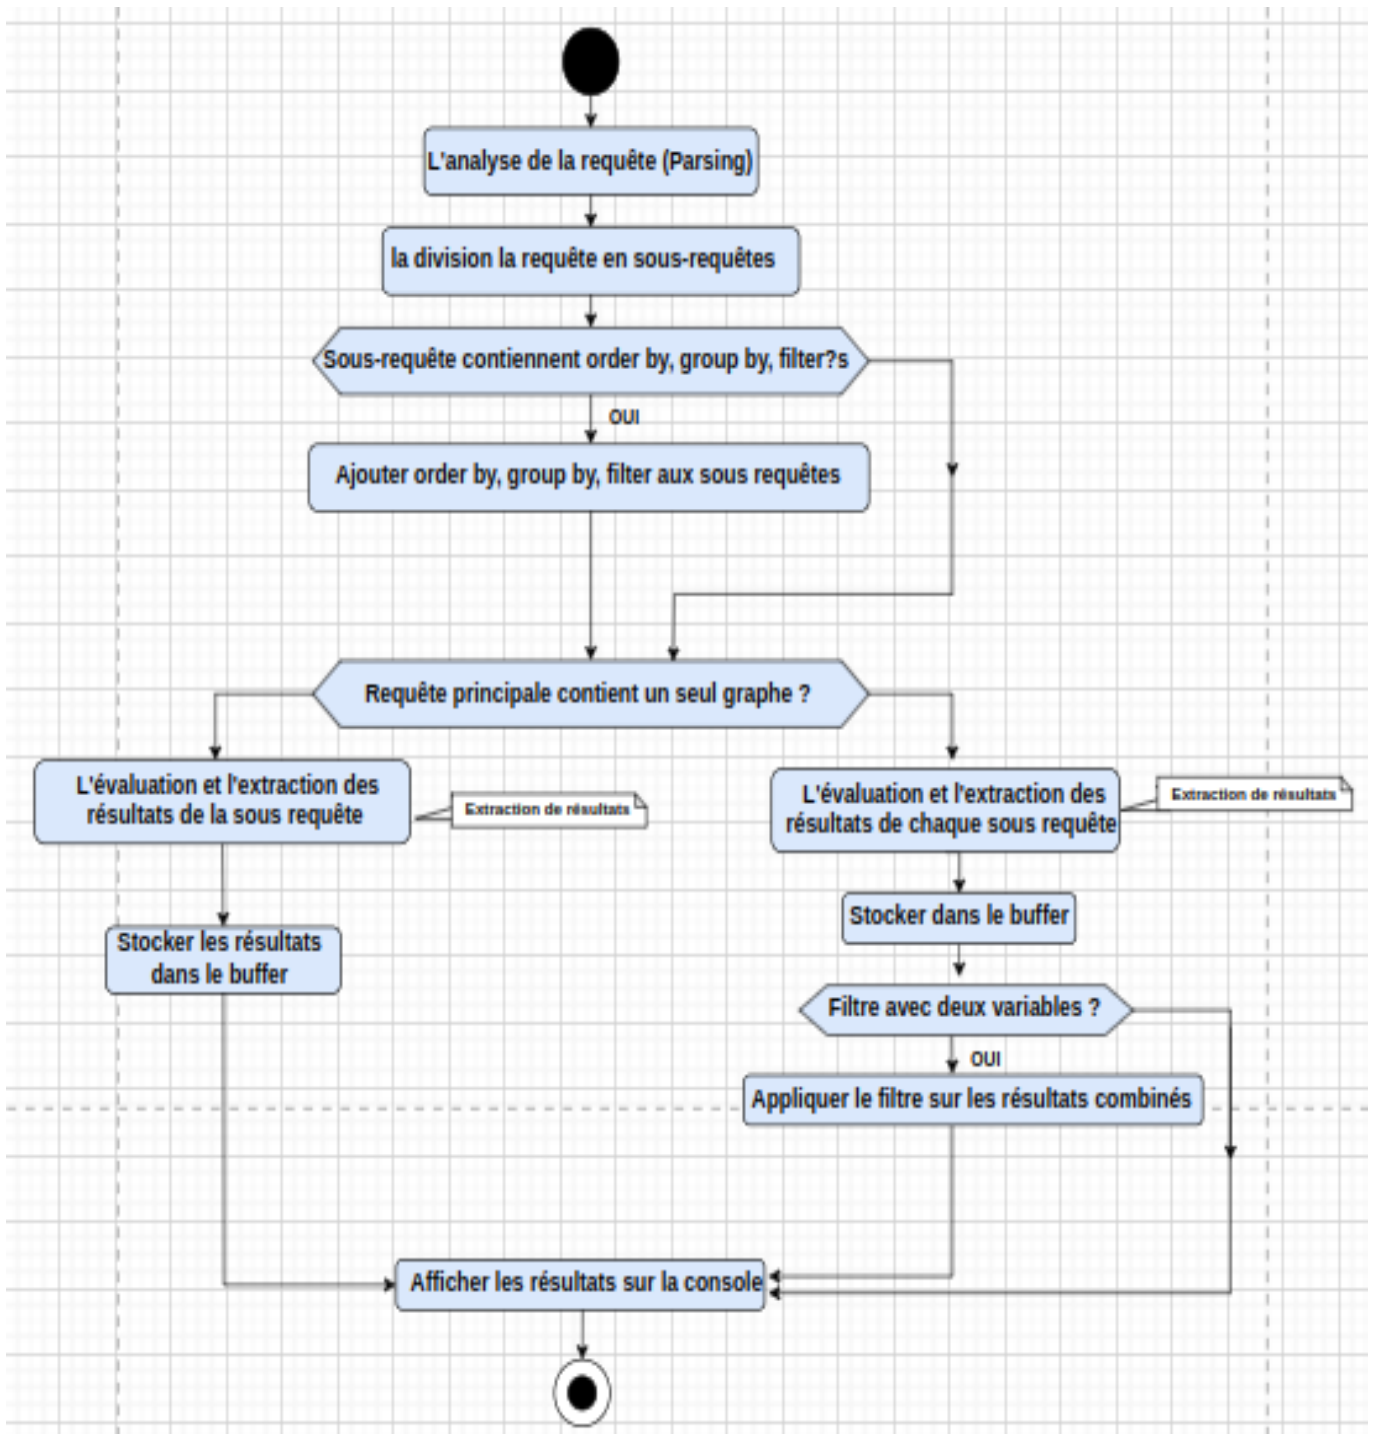 L'analyse de la requête (Parsing)
la division la requête en sous-requêtes
Sous-requête contiennent order by, group by, filter?s
OUI
Ajouter order by, group by, filter aux sous requêtes
Requête principale contient un seul graphe ?
L'évaluation et l'extraction des
résultats de la sous requête
Extraction de résultats
L'évaluation et l'extraction des
résultats de chaque sous requête
Extraction de résultats
Stocker les résultats
dans le buffer
Stocker dans le buffer
Filtre avec deux variables ?
OUI
Appliquer le filtre sur les résultats combinés
Afficher les résultats sur la console